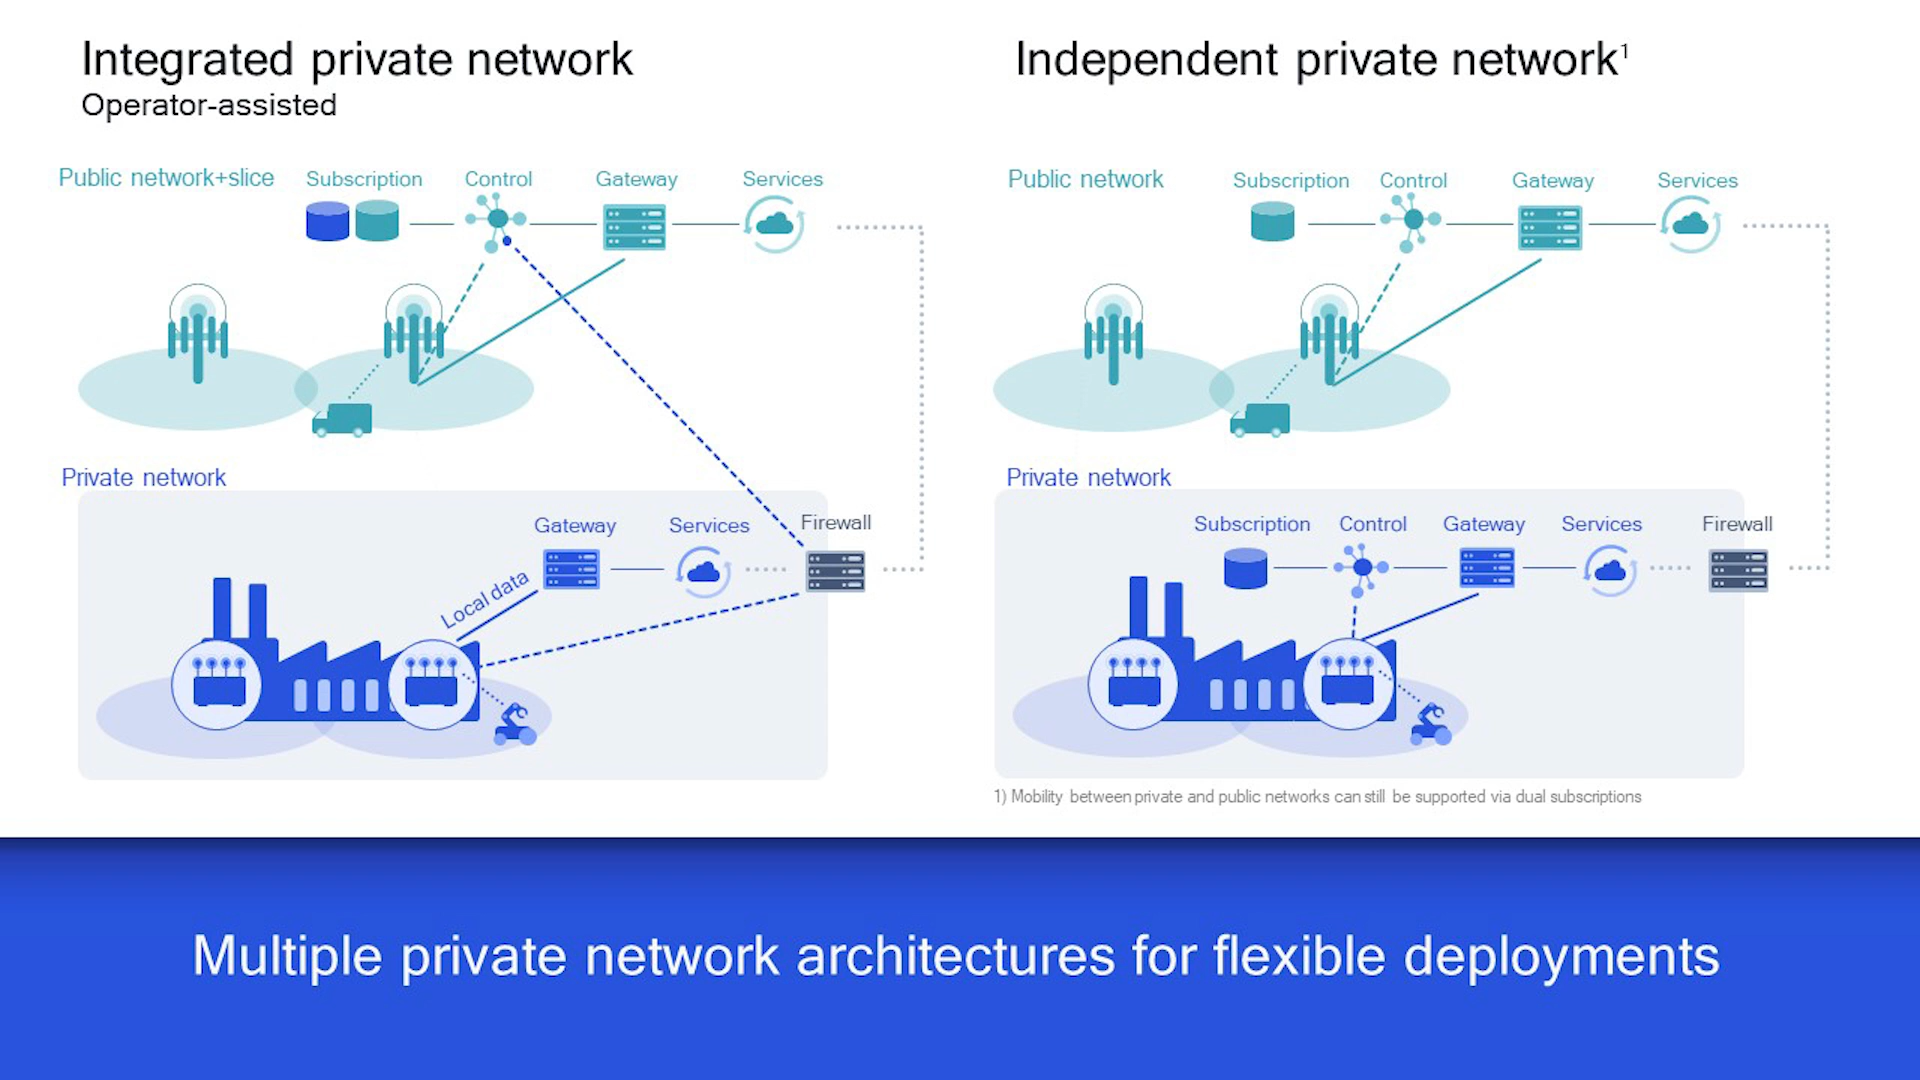 Integrated private network
Operator-assisted
Public network+slice
Subscription
Control
Gateway
Services
Private network
Gateway
Services
Firewall
Local data
Independent private network¹
Public network
Subscription
Control
Gateway
Services
Private network
Subscription
Control
Gateway
Services
Firewall
1) Mobility between private and public networks can still be supported via dual subscriptions
Multiple private network architectures for flexible deployments